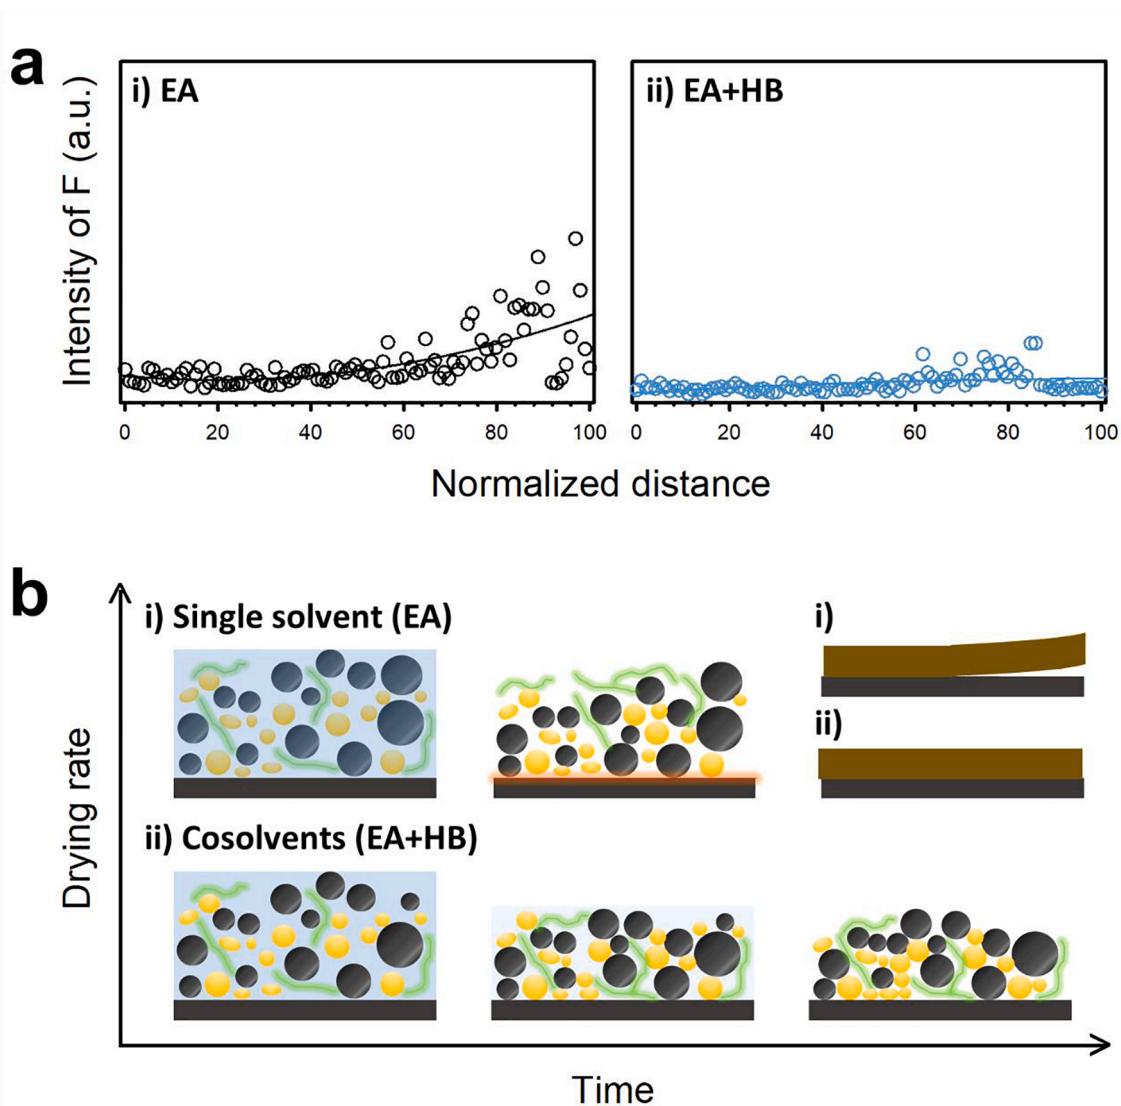 a
i) EA
ii) EA+HB
Intensity of F (a.u.)
0 20 40 60 80 100
0 20 40 60 80 100
Normalized distance
b
i) Single solvent (EA)
i)
ii)
ii) Cosolvents (EA+HB)
Drying rate
Time